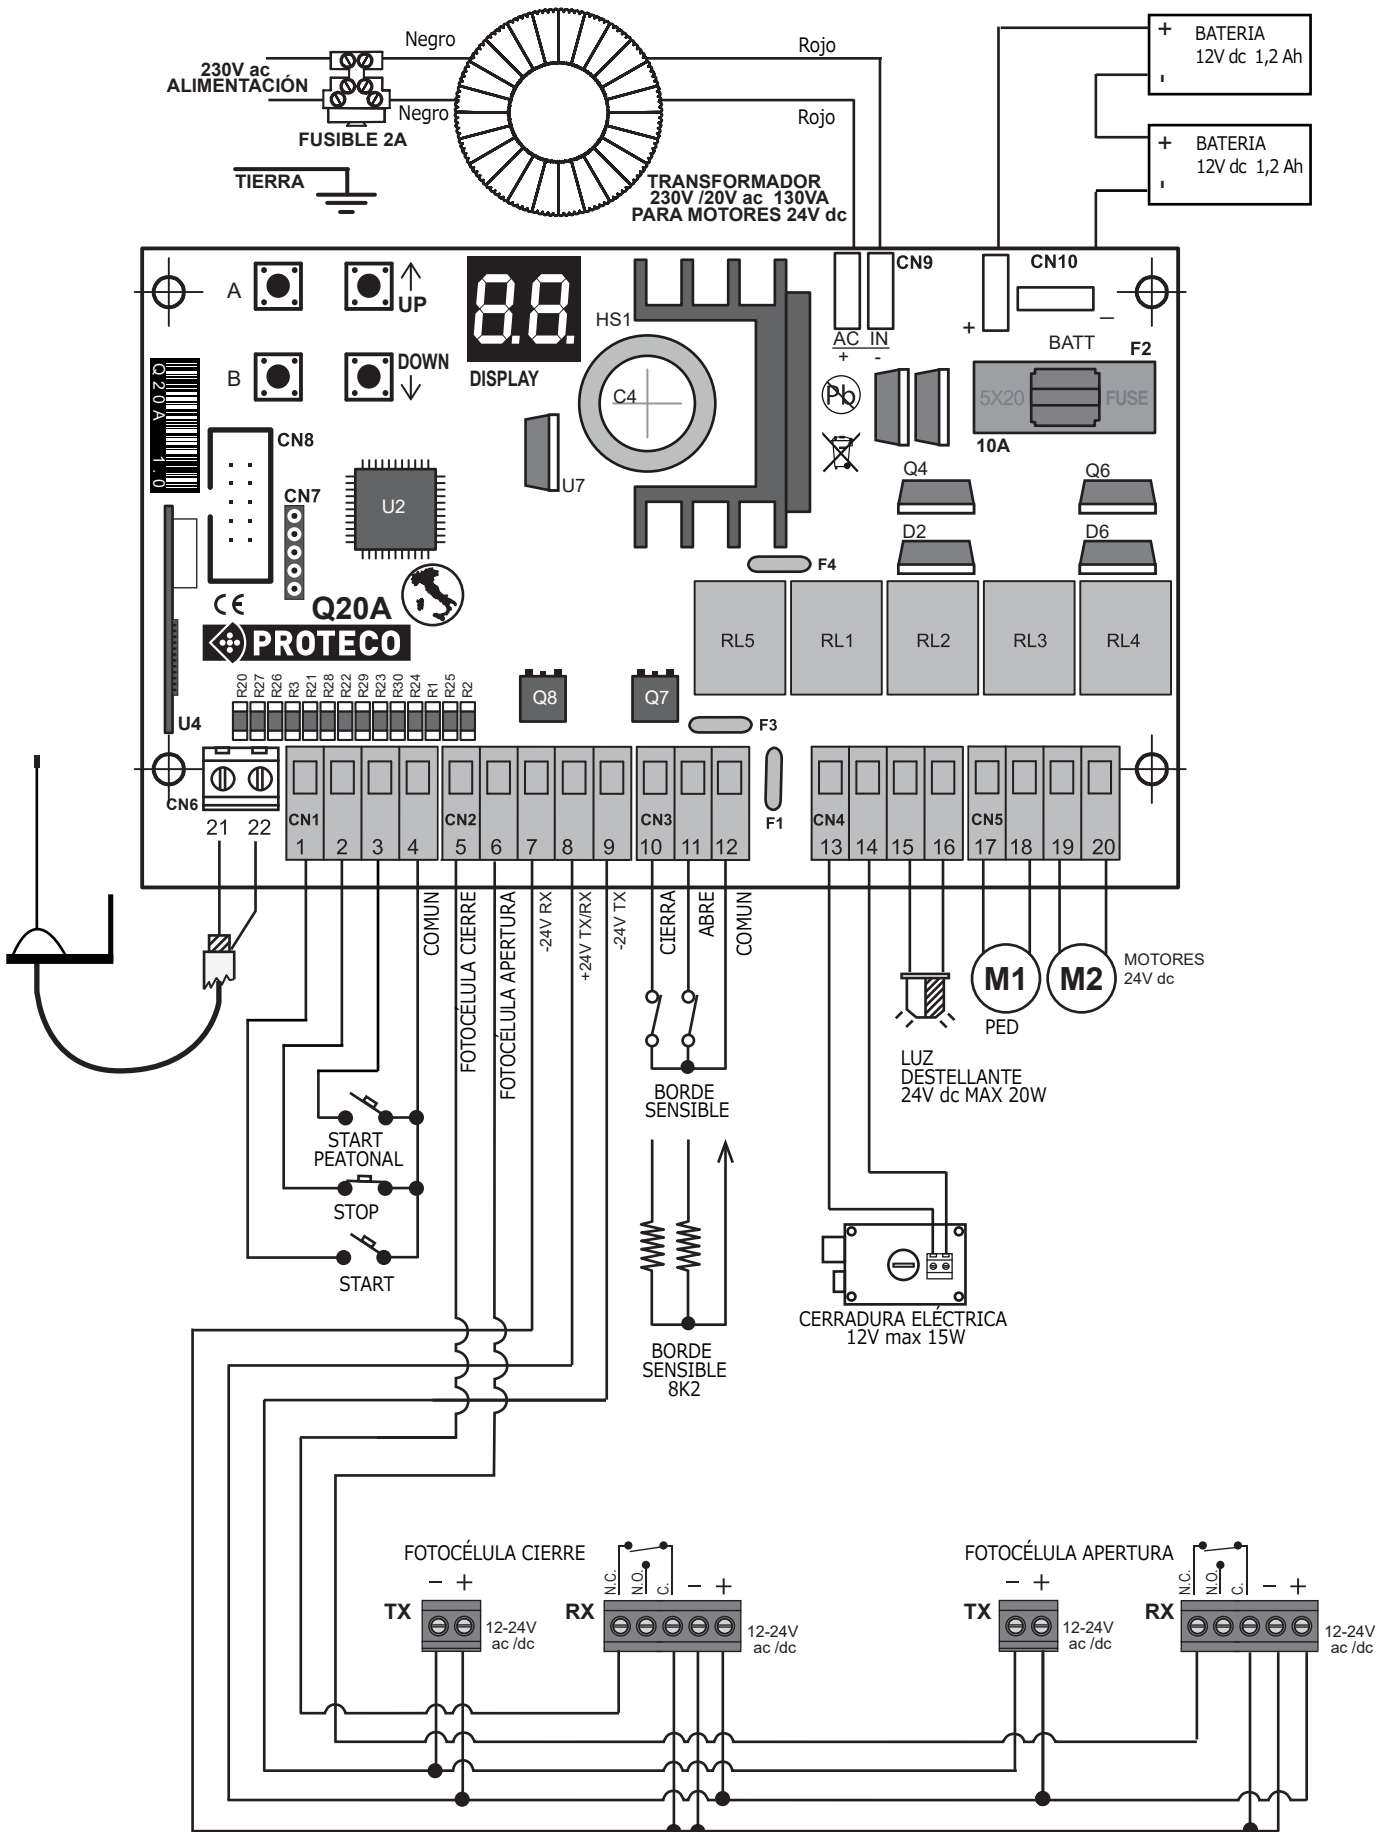 Negro
Rojo
BATERIA
12V dc 1,2 Ah
+
-
230V ac
ALIMENTACIÓN
Negro
Rojo
FUSIBLE 2A
BATERIA
12V dc 1,2 Ah
+
-
TIERRA
TRANSFORMADOR
230V /20V ac 130VA
PARA MOTORES 24V dc
A
UP
B
DOWN
DISPLAY
8.8.
HS1
C4
CN9
AC IN
+ -
CN10
+
−
BATT
F2
5X20
FUSE
10A
Pb
Q20A 1.0
CN8
CN7
U2
U7
Q4
Q6
D2
D6
F4
CE
Q20A
PROTECO
RL5
RL1
RL2
RL3
RL4
U4
R20
R27
R26
R3
R21
R28
R22
R29
R23
R30
R24
R1
R25
R2
Q8
Q7
F3
F1
CN6
21 22
CN1
1 2 3 4
CN2
5 6 7 8 9
CN3
10 11 12
CN4
13 14 15 16
CN5
17 18 19 20
COMUN
FOTOCÉLULA CIERRE
FOTOCÉLULA APERTURA
-24V RX
+24V TX/RX
-24V TX
CIERRA
ABRE
COMUN
M1
PED
M2
MOTORES
24V dc
LUZ
DESTELLANTE
24V dc MAX 20W
BORDE
SENSIBLE
START
PEATONAL
STOP
START
BORDE
SENSIBLE
8K2
CERRADURA ELÉCTRICA
12V max 15W
FOTOCÉLULA CIERRE
− +
TX
12-24V
ac /dc
RX
N.C.
N.O.
C.
− +
12-24V
ac /dc
FOTOCÉLULA APERTURA
− +
TX
12-24V
ac /dc
RX
N.C.
N.O.
C.
− +
12-24V
ac /dc